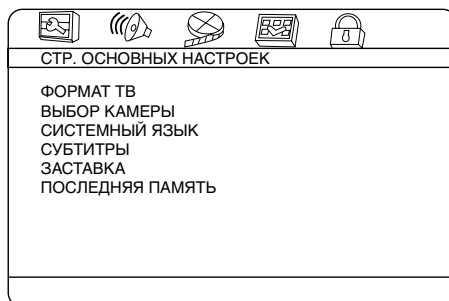 СТР. ОСНОВНЫХ НАСТРОЕК
ФОРМАТ ТВ
ВЫБОР КАМЕРЫ
СИСТЕМНЫЙ ЯЗЫК
СУБТИТРЫ
ЗАСТАВКА
ПОСЛЕДНЯЯ ПАМЯТЬ